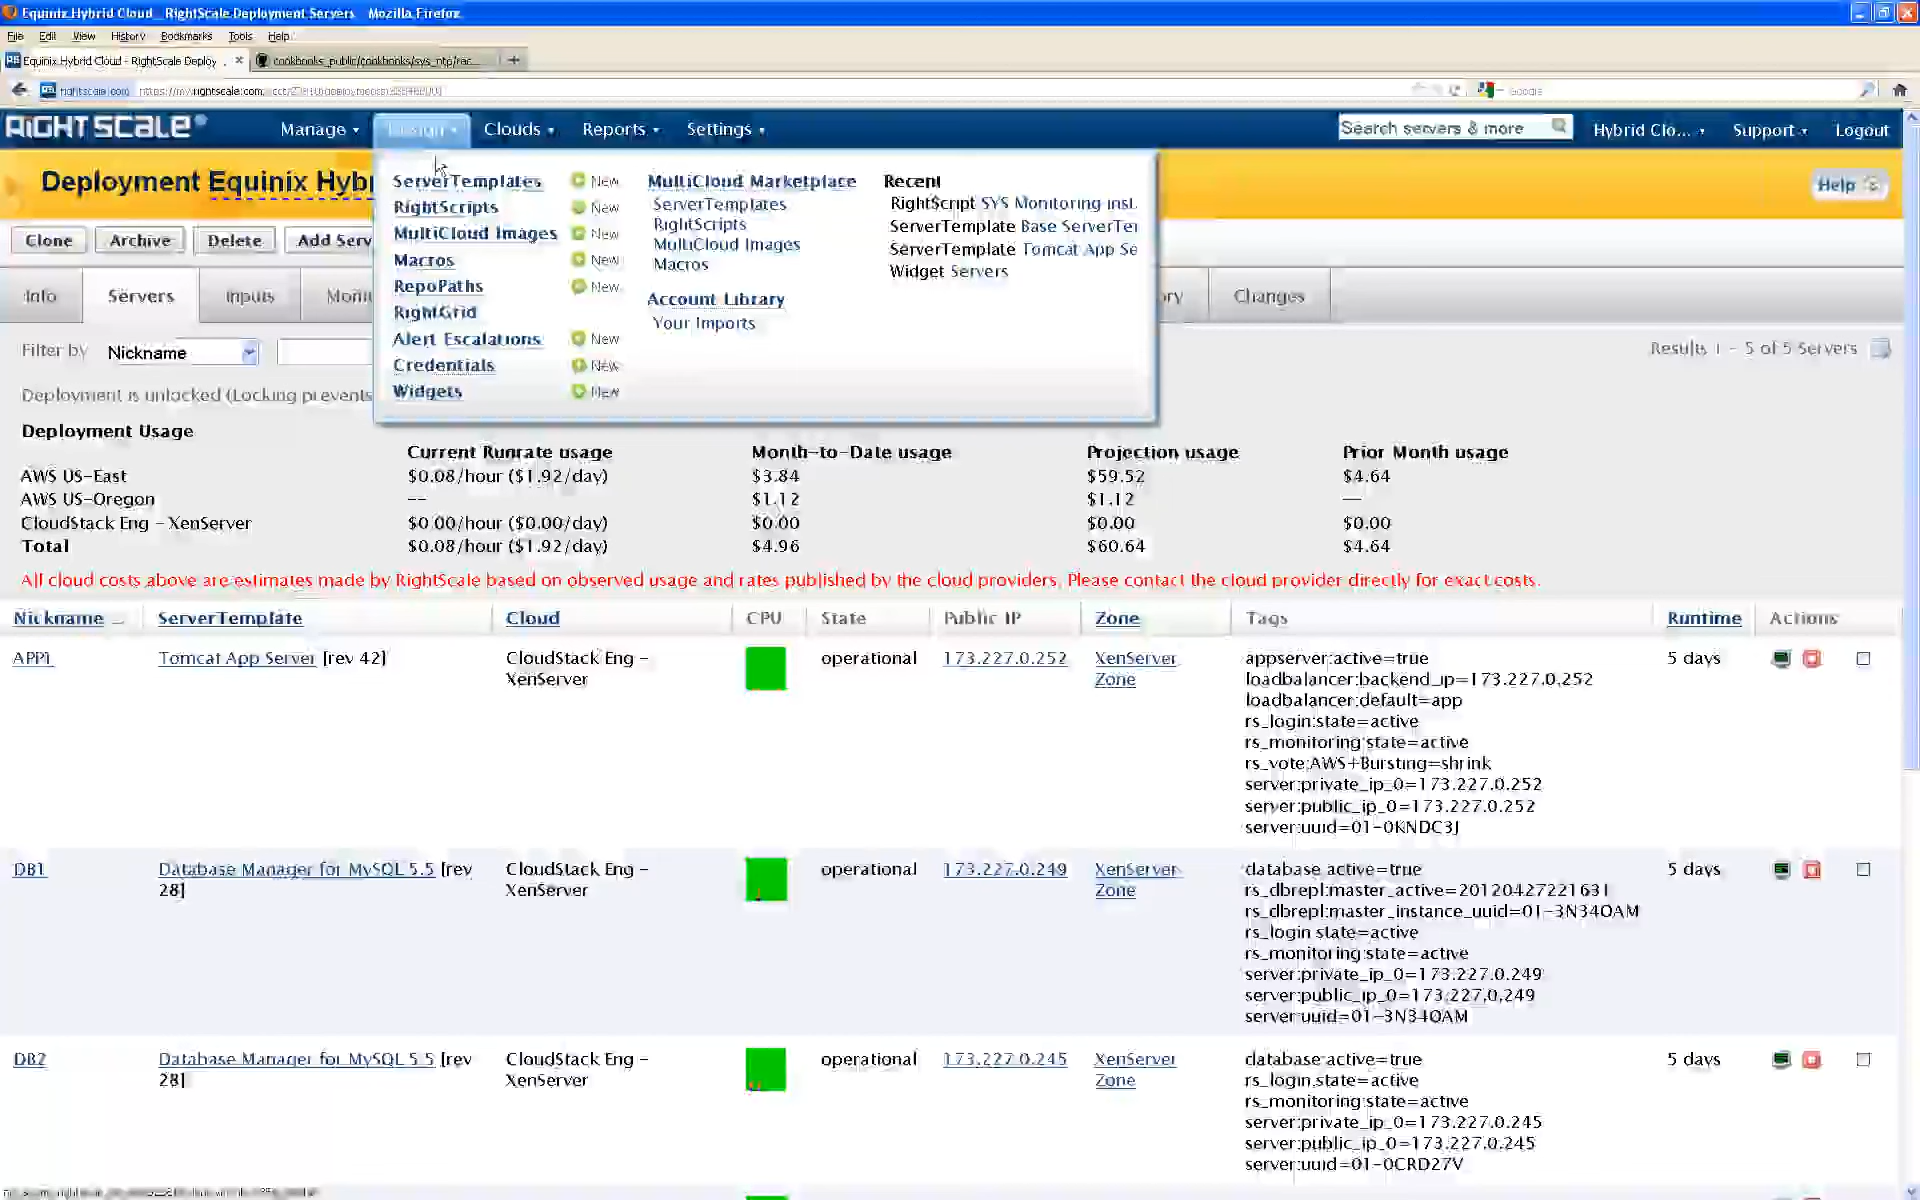 Equinix Hybrid Cloud - RightScale Deployment Servers - Mozilla Firefox
File Edit View History Bookmarks Tools Help
Equinix Hybrid Cloud - RightScale Deploy...
cookbooks_public/cookbooks/sys_ntp/rec...
rightscale.com
Google
RIGHTSCALE
Manage Design Clouds Reports Settings
Search servers & more
Hybrid Clo... Support Logout
Deployment Equinix Hyb
Help
Clone Archive Delete Add Serv
ServerTemplates New
RightScripts New
MultiCloud Images New
Macros New
RepoPaths New
RightGrid
Alert Escalations New
Credentials New
Widgets New
MultiCloud Marketplace
ServerTemplates
RightScripts
MultiCloud Images
Macros
Account Library
Your Imports
Recent
RightScript SYS Monitoring inst
ServerTemplate Base ServerTer
ServerTemplate Tomcat App Se
Widget Servers
Info Servers Inputs Moni Changes
Filter by Nickname
Results 1 - 5 of 5 Servers
Deployment is unlocked (Locking prevents
Deployment Usage
Current Runrate usage Month-to-Date usage Projection usage Prior Month usage
AWS US-East $0.08/hour ($1.92/day) $3.84 $59.52 $4.64
AWS US-Oregon -- $1.12 $1.12 --
CloudStack Eng - XenServer $0.00/hour ($0.00/day) $0.00 $0.00 $0.00
Total $0.08/hour ($1.92/day) $4.96 $60.64 $4.64
All cloud costs above are estimates made by RightScale based on observed usage and rates published by the cloud providers. Please contact the cloud provider directly for exact costs.
Nickname ServerTemplate Cloud CPU State Public IP Zone Tags Runtime Actions
APP1 Tomcat App Server [rev 42] CloudStack Eng - operational 173.227.0.252 XenServer appserver:active=true 5 days
XenServer Zone loadbalancer:backend_ip=173.227.0.252
loadbalancer:default=app
rs_login:state=active
rs_monitoring:state=active
rs_vote:AWS+Bursting=shrink
server:private_ip_0=173.227.0.252
server:public_ip_0=173.227.0.252
server:uuid=01-0KNDC3J
DB1 Database Manager for MySQL 5.5 [rev CloudStack Eng - operational 173.227.0.249 XenServer database:active=true 5 days
28] XenServer Zone rs_dbrepl:master_active=20120427221631
rs_dbrepl:master_instance_uuid=01-3N34OAM
rs_login:state=active
rs_monitoring:state=active
server:private_ip_0=173.227.0.249
server:public_ip_0=173.227.0.249
server:uuid=01-3N34OAM
DB2 Database Manager for MySQL 5.5 [rev CloudStack Eng - operational 173.227.0.245 XenServer database:active=true 5 days
28] XenServer Zone rs_login:state=active
rs_monitoring:state=active
server:private_ip_0=173.227.0.245
server:public_ip_0=173.227.0.245
server:uuid=01-0CRD27V